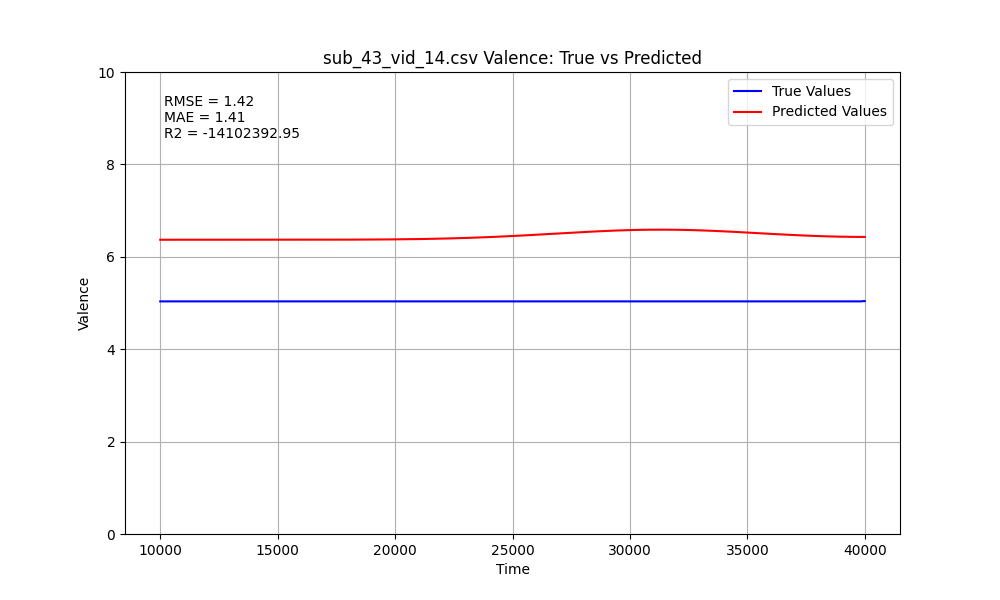 sub_43_vid_14.csv Valence: True vs Predicted
RMSE = 1.42
MAE = 1.41
R2 = -14102392.95
True Values
Predicted Values
10
8
6
4
2
0
Valence
10000 15000 20000 25000 30000 35000 40000
Time